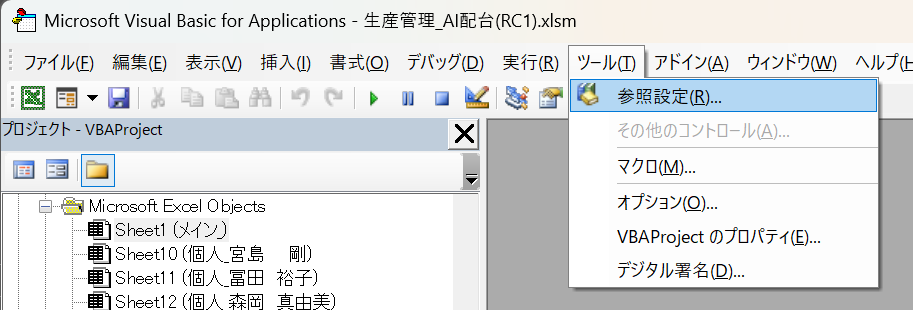 Microsoft Visual Basic for Applications - 生産管理_AI配台(RC1).xlsm
ファイル(F) 編集(E) 表示(V) 挿入(I) 書式(O) デバッグ(D) 実行(R) ツール(T) アドイン(A) ウィンドウ(W) ヘルプ(H
参照設定(R)...
その他のコントロール(A)...
マクロ(M)...
オプション(O)...
VBAProject のプロパティ(E)...
デジタル署名(D)...
プロジェクト - VBAProject
Microsoft Excel Objects
Sheet1 (メイン)
Sheet10 (個人_宮島　剛)
Sheet11 (個人_冨田　裕子)
Sheet12 (個人 森岡　真由美)